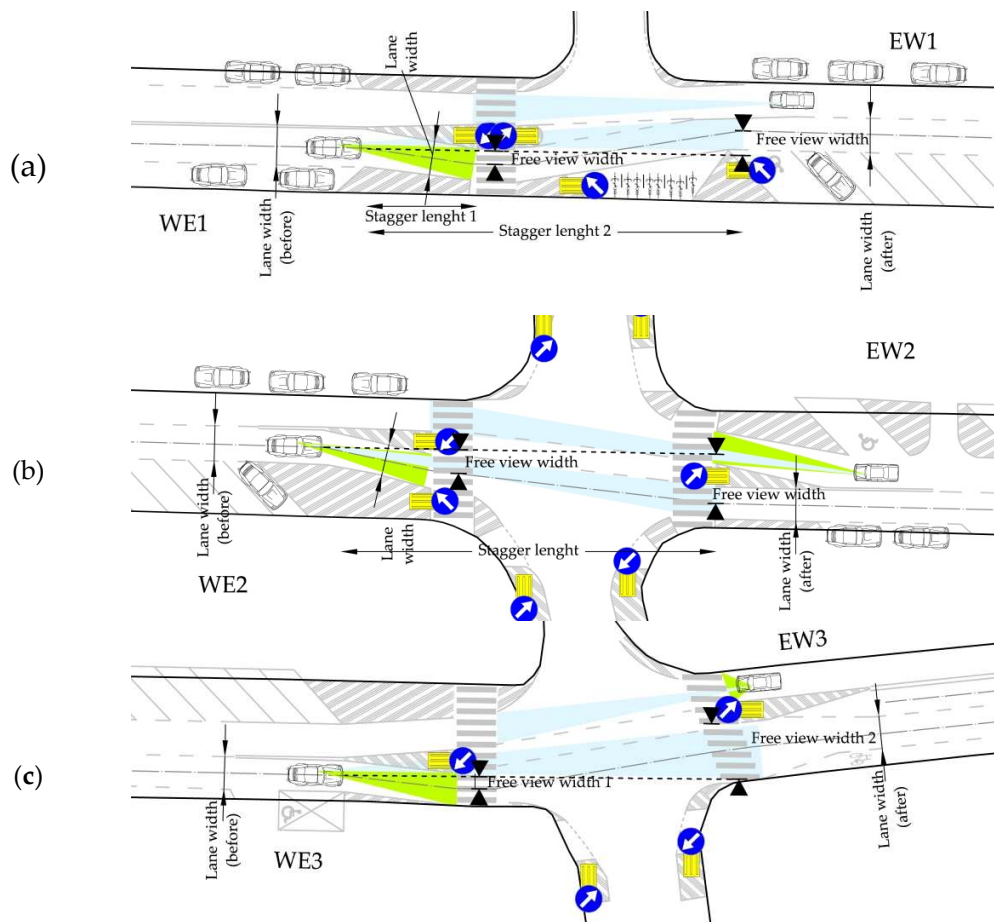 EW1
Lane
width
(a)
Free view width
Free view width
WE1
Stagger lenght 1
Stagger lenght 2
Lane width
(before)
Lane width
(after)
EW2
(b)
Free view width
Free view width
Lane width
(before)
Lane
width
Stagger lenght
Lane width
(after)
WE2
EW3
(c)
Free view width 2
Free view width 1
Lane width
(before)
Lane width
(after)
WE3